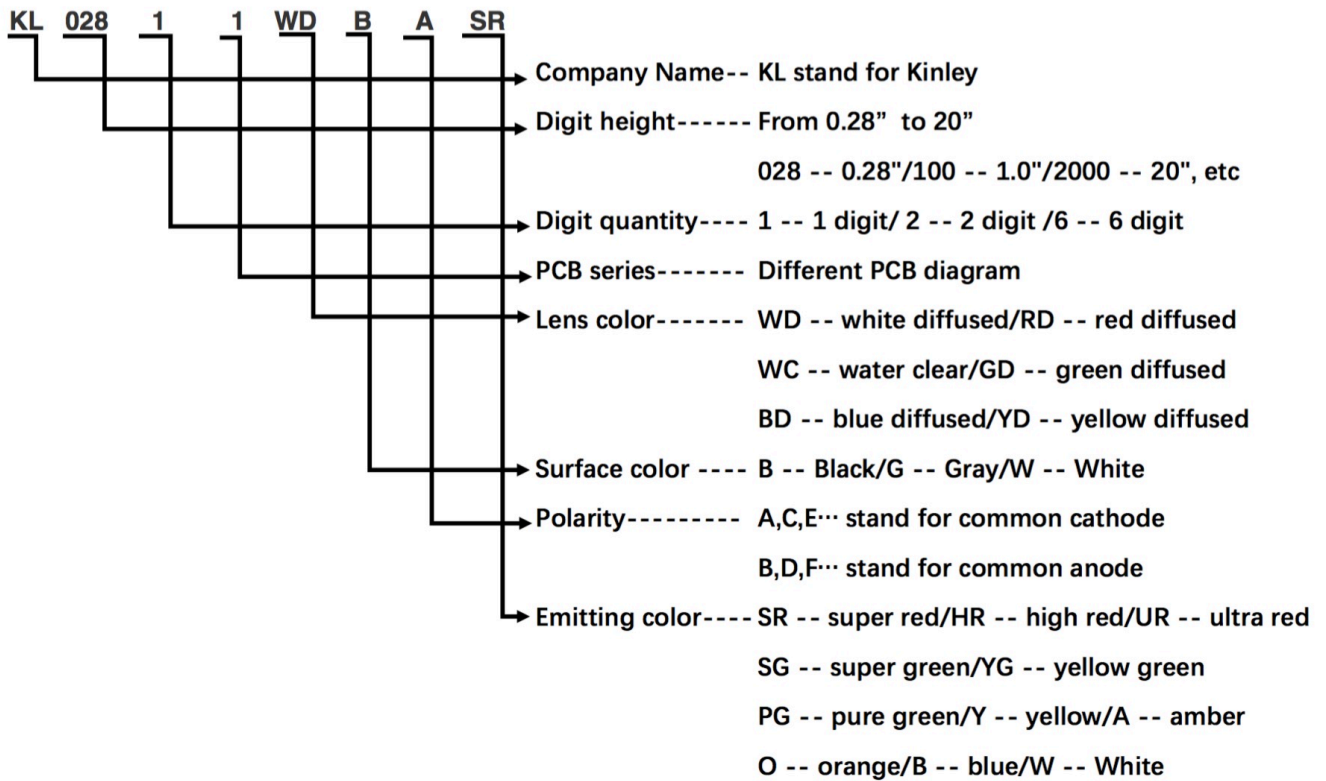 KL 028 1 1 WD B A SR
Company Name-- KL stand for Kinley
Digit height------ From 0.28” to 20”
028 -- 0.28"/100 -- 1.0"/2000 -- 20", etc
Digit quantity---- 1 -- 1 digit/ 2 -- 2 digit /6 -- 6 digit
PCB series------- Different PCB diagram
Lens color------- WD -- white diffused/RD -- red diffused
WC -- water clear/GD -- green diffused
BD -- blue diffused/YD -- yellow diffused
Surface color ---- B -- Black/G -- Gray/W -- White
Polarity--------- A,C,E··· stand for common cathode
B,D,F··· stand for common anode
Emitting color---- SR -- super red/HR -- high red/UR -- ultra red
SG -- super green/YG -- yellow green
PG -- pure green/Y -- yellow/A -- amber
O -- orange/B -- blue/W -- White